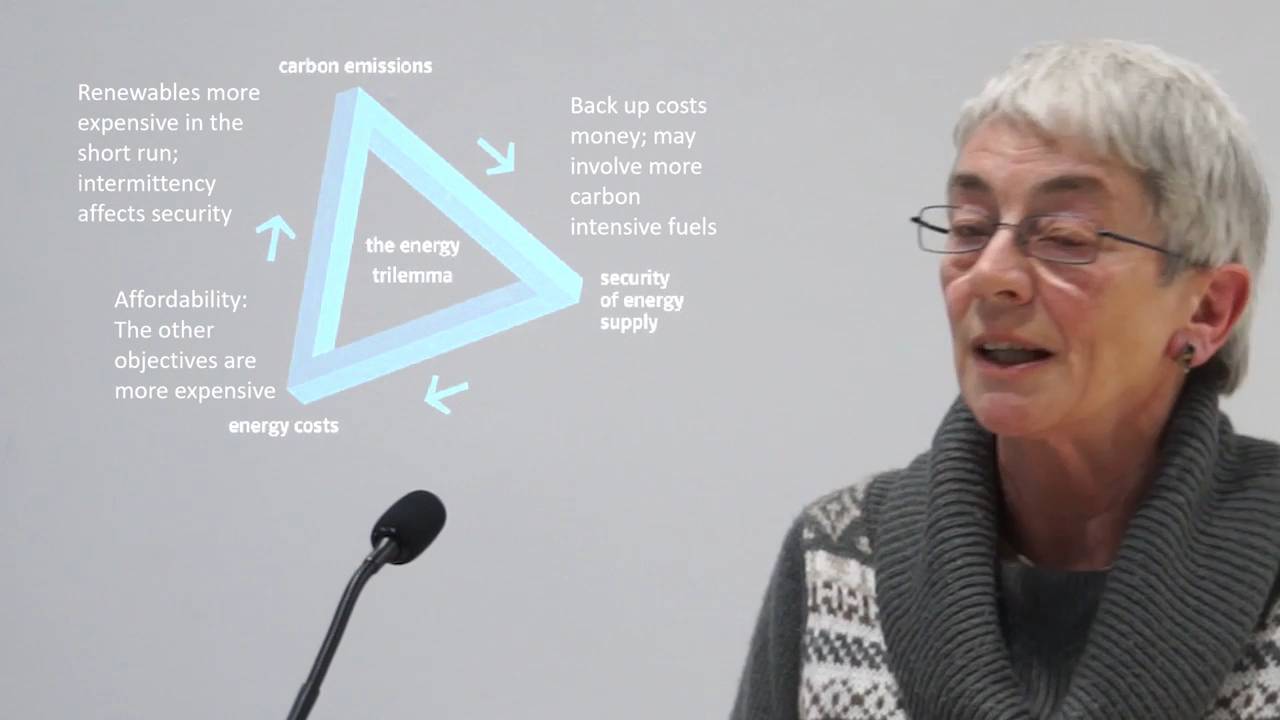 carbon emissions
Renewables more
expensive in the
short run;
intermittency
affects security
Back up costs
money; may
involve more
carbon
intensive fuels
the energy
trilemma
security
of energy
supply
Affordability:
The other
objectives are
more expensive
energy costs